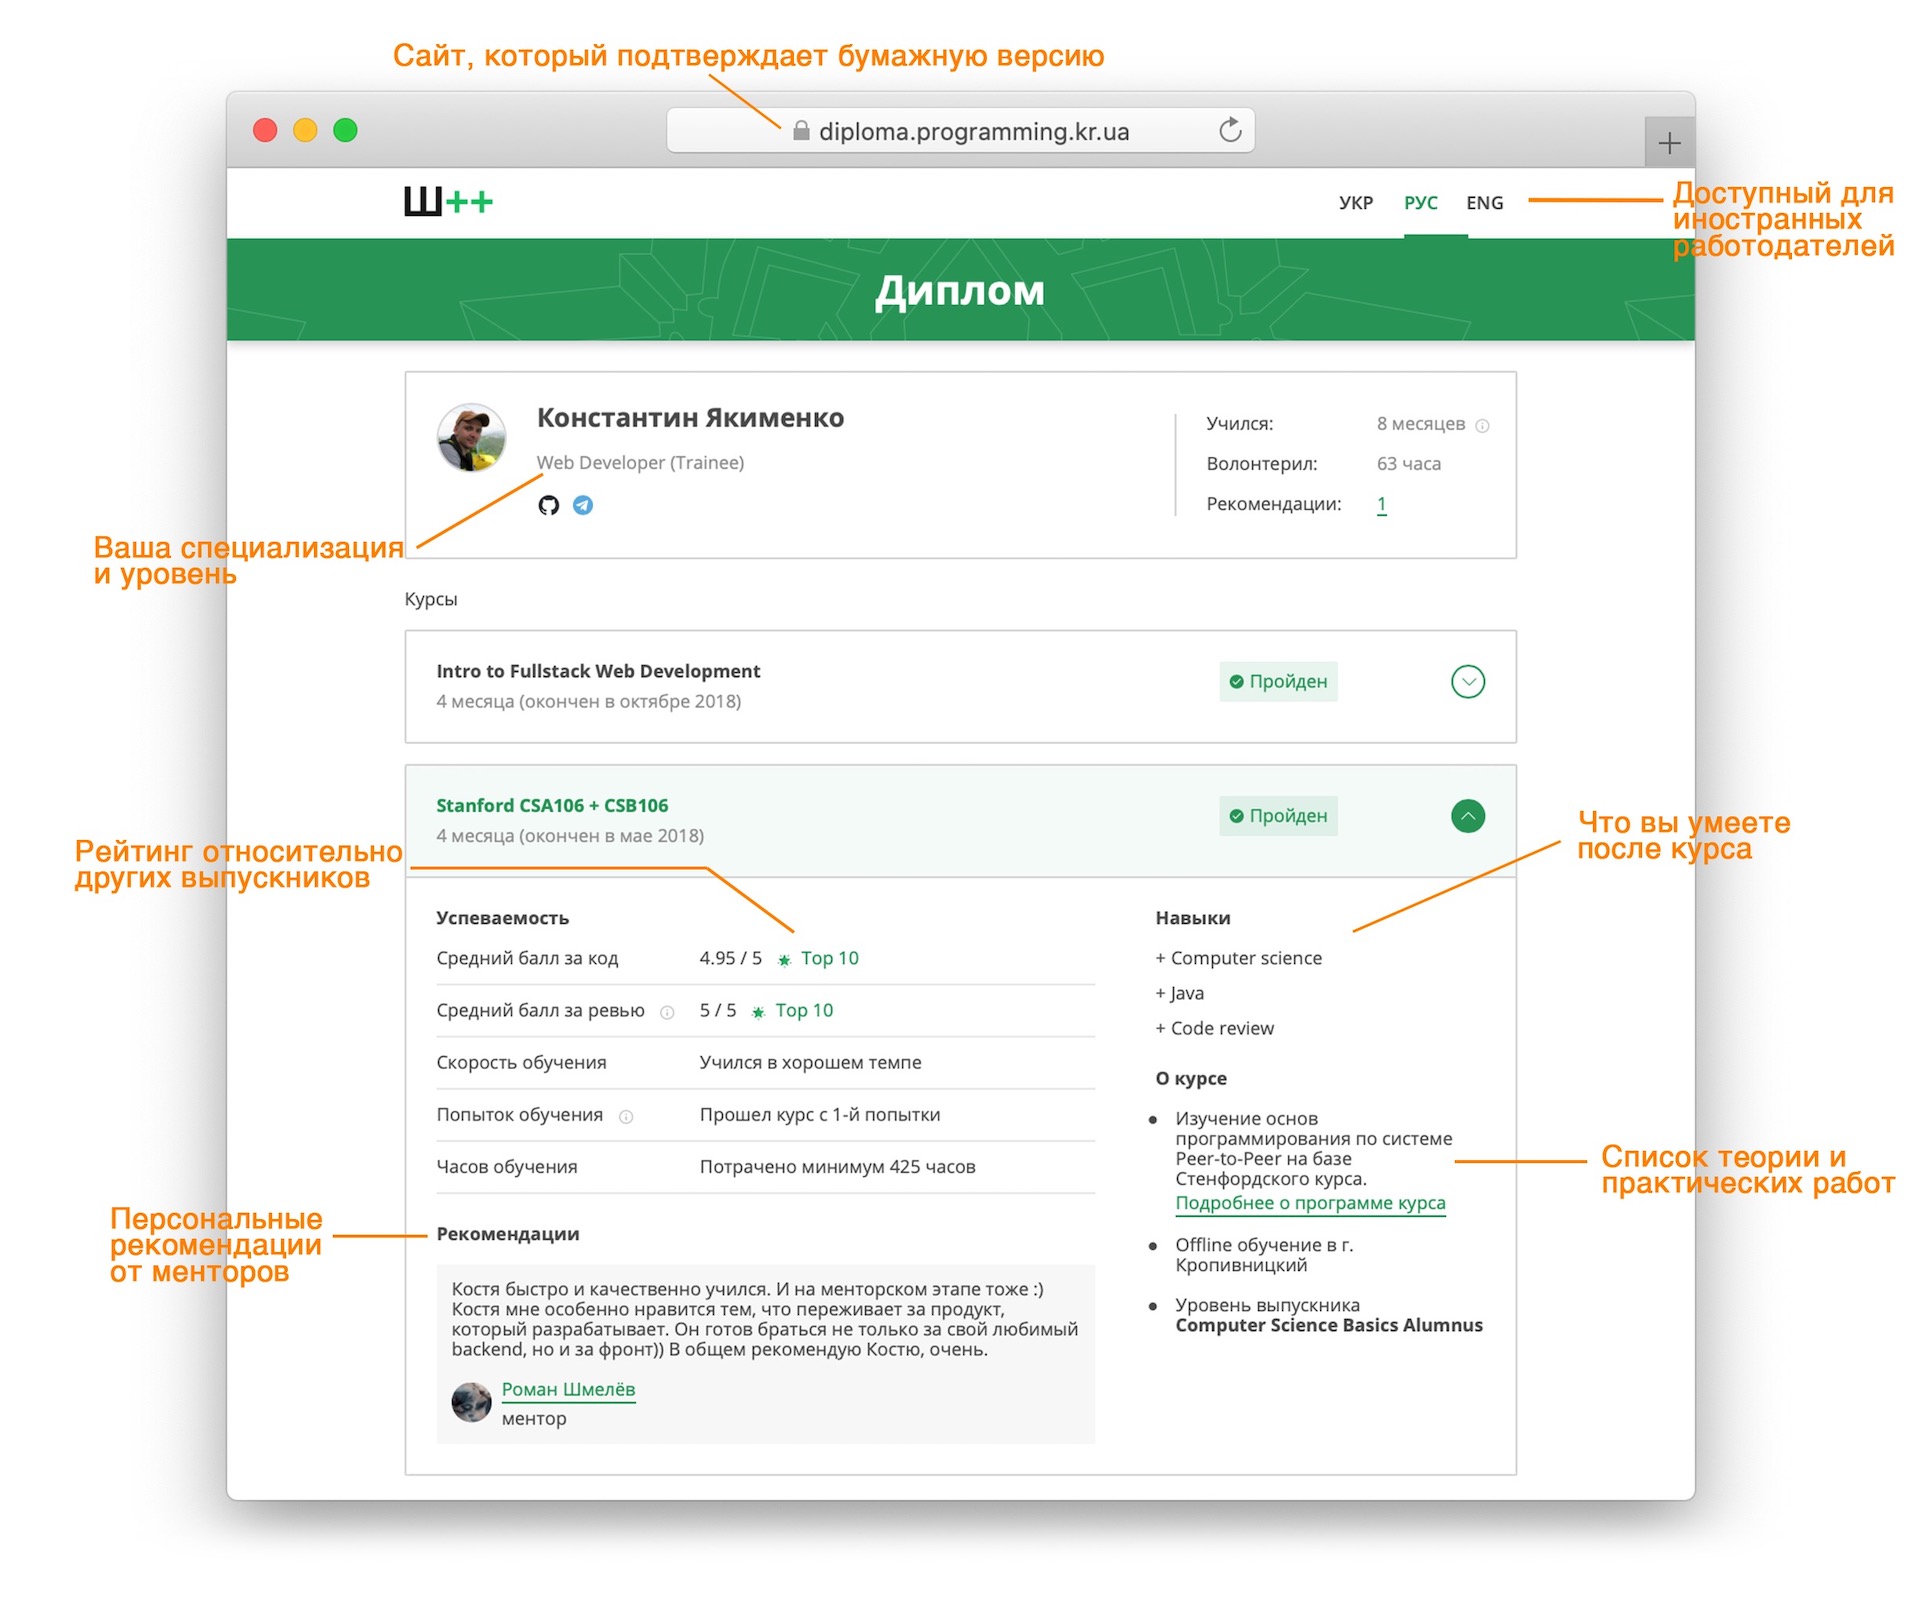 Сайт, который подтверждает бумажную версию
diploma.programming.kr.ua
Ш++
УКР РУС ENG
Доступный для
иностранных
работодателей
Диплом
Константин Якименко
Web Developer (Trainee)
Учился: 8 месяцев
Волонтерил: 63 часа
Рекомендации: 1
Ваша специализация
и уровень
Курсы
Intro to Fullstack Web Development
4 месяца (окончен в октябре 2018)
Пройден
Stanford CSA106 + CSB106
4 месяца (окончен в мае 2018)
Пройден
Рейтинг относительно
других выпускников
Что вы умеете
после курса
Успеваемость
Средний балл за код 4.95 / 5 Top 10
Средний балл за ревью 5 / 5 Top 10
Скорость обучения Учился в хорошем темпе
Попыток обучения Прошел курс с 1-й попытки
Часов обучения Потрачено минимум 425 часов
Навыки
+ Computer science
+ Java
+ Code review
О курсе
Изучение основ
программирования по системе
Peer-to-Peer на базе
Стенфордского курса.
Подробнее о программе курса
Offline обучение в г.
Кропивницкий
Уровень выпускника
Computer Science Basics Alumnus
Список теории и
практических работ
Персональные
рекомендации
от менторов
Рекомендации
Костя быстро и качественно учился. И на менторском этапе тоже :)
Костя мне особенно нравится тем, что переживает за продукт,
который разрабатывает. Он готов браться не только за свой любимый
backend, но и за фронт)) В общем рекомендую Костю, очень.
Роман Шмелёв
ментор